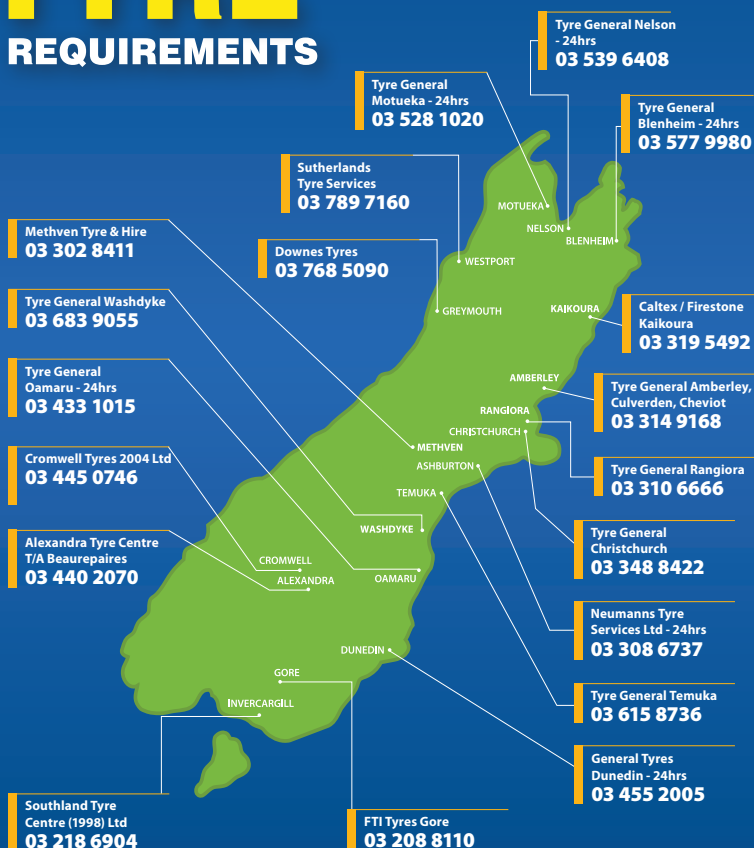 REQUIREMENTS
Tyre General Nelson
- 24hrs
03 539 6408
Tyre General
Motueka - 24hrs
03 528 1020
Tyre General
Blenheim - 24hrs
03 577 9980
Sutherlands
Tyre Services
03 789 7160
Methven Tyre & Hire
03 302 8411
Downes Tyres
03 768 5090
Tyre General Washdyke
03 683 9055
Caltex / Firestone
Kaikoura
03 319 5492
Tyre General
Oamaru - 24hrs
03 433 1015
Tyre General Amberley,
Culverden, Cheviot
03 314 9168
Cromwell Tyres 2004 Ltd
03 445 0746
Tyre General Rangiora
03 310 6666
Alexandra Tyre Centre
T/A Beaurepaires
03 440 2070
Tyre General
Christchurch
03 348 8422
Neumanns Tyre
Services Ltd - 24hrs
03 308 6737
Tyre General Temuka
03 615 8736
General Tyres
Dunedin - 24hrs
03 455 2005
Southland Tyre
Centre (1998) Ltd
03 218 6904
FTI Tyres Gore
03 208 8110
MOTUEKA
NELSON
BLENHEIM
WESTPORT
GREYMOUTH
KAIKOURA
AMBERLEY
RANGIORA
CHRISTCHURCH
METHVEN
ASHBURTON
TEMUKA
WASHDYKE
CROMWELL
ALEXANDRA
OAMARU
DUNEDIN
GORE
INVERCARGILL